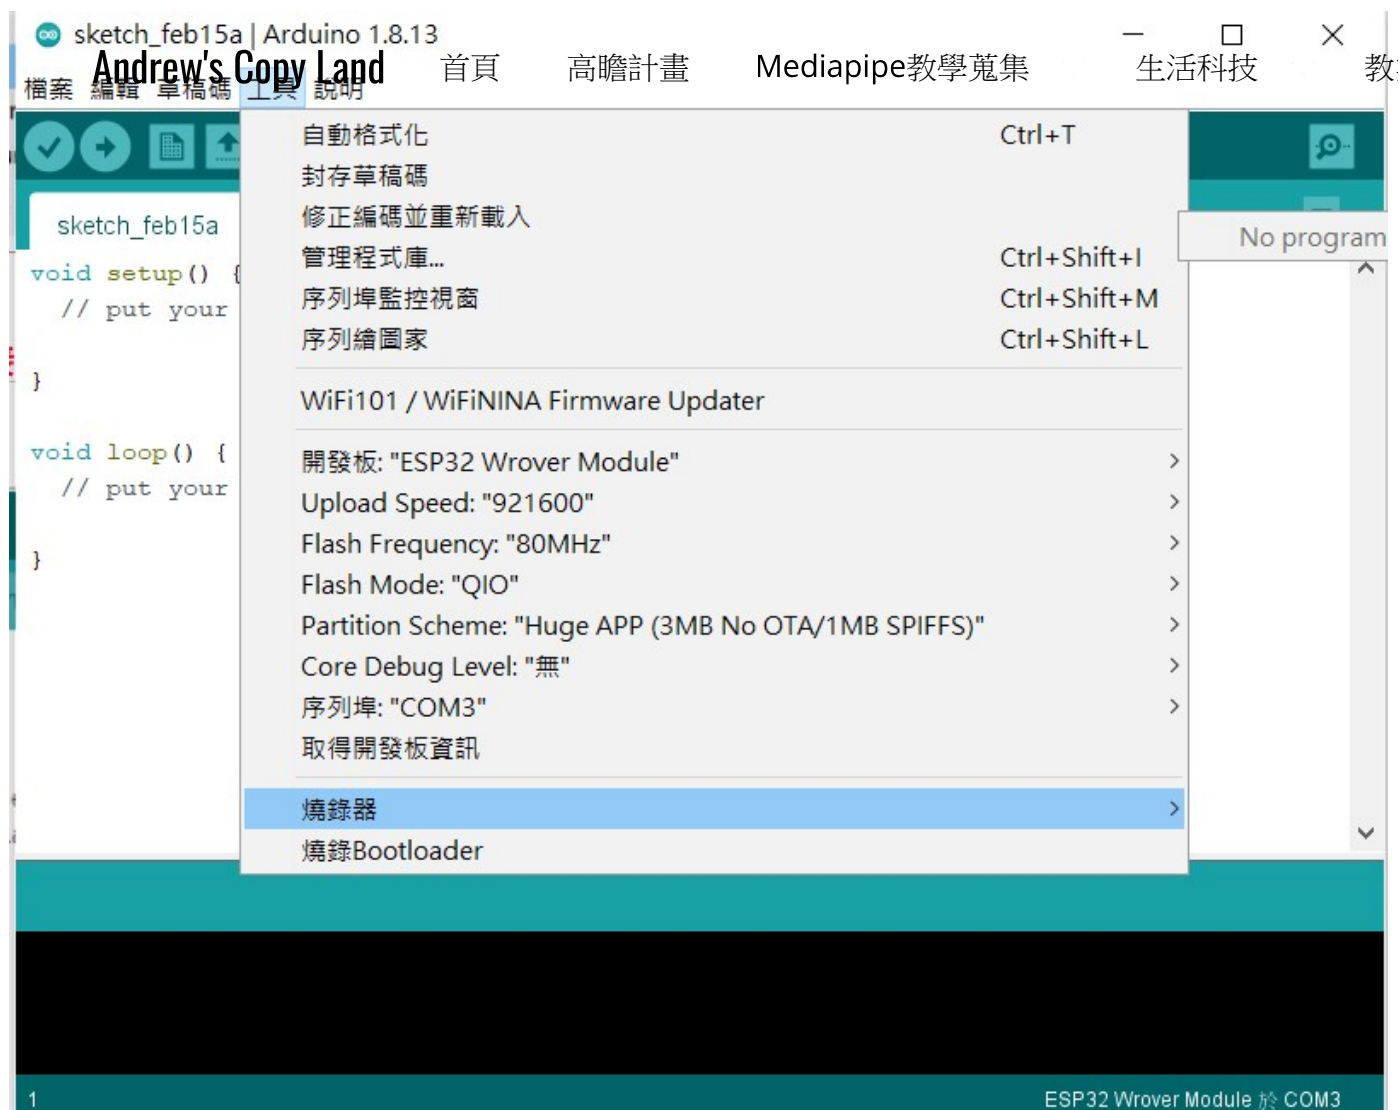 sketch_feb15a | Arduino 1.8.13
Andrew's Copy Land 首頁 高瞻計畫 Mediapipe教學蒐集 生活科技 教
檔案 編輯 草稿碼 工具 說明
自動格式化 Ctrl+T
封存草稿碼
修正編碼並重新載入
sketch_feb15a
No program
管理程式庫... Ctrl+Shift+I
void setup() {
序列埠監控視窗 Ctrl+Shift+M
// put your
序列繪圖家 Ctrl+Shift+L
}
WiFi101 / WiFiNINA Firmware Updater
void loop() {
開發板: "ESP32 Wrover Module"
// put your
Upload Speed: "921600"
Flash Frequency: "80MHz"
}
Flash Mode: "QIO"
Partition Scheme: "Huge APP (3MB No OTA/1MB SPIFFS)"
Core Debug Level: "無"
序列埠: "COM3"
取得開發板資訊
燒錄器
燒錄Bootloader
1 ESP32 Wrover Module 於 COM3